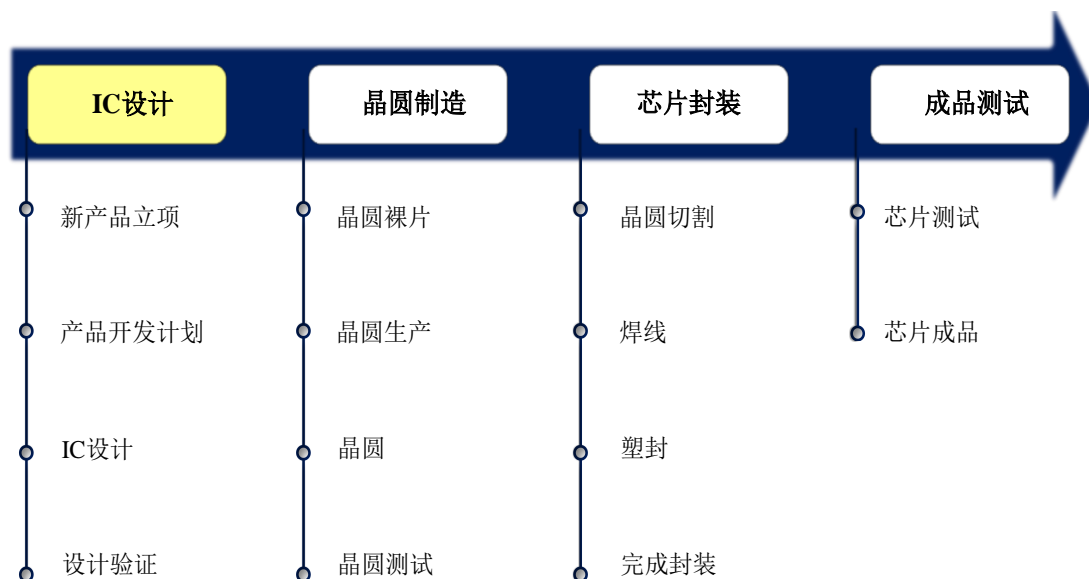 IC设计
晶圆制造
芯片封装
成品测试
新产品立项
晶圆裸片
晶圆切割
芯片测试
产品开发计划
晶圆生产
焊线
芯片成品
IC设计
晶圆
塑封
设计验证
晶圆测试
完成封装